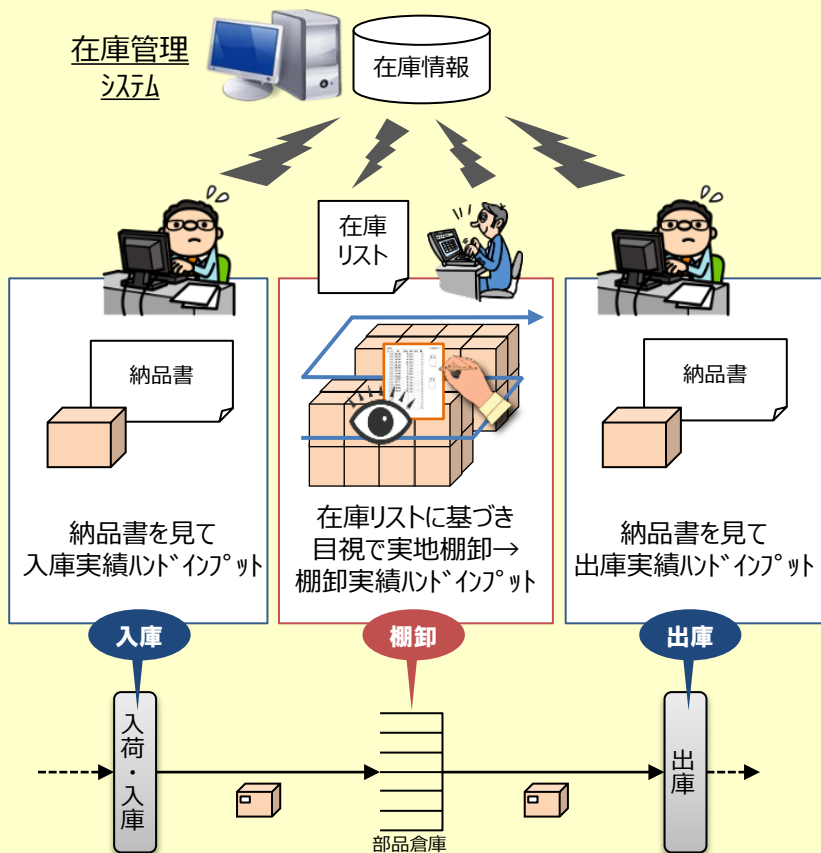 在庫管理
ｼｽﾃﾑ
在庫情報
在庫
リスト
納品書
納品書を見て
入庫実績ﾊﾝﾄﾞｲﾝﾌﾟｯﾄ
在庫リストに基づき
目視で実地棚卸→
棚卸実績ﾊﾝﾄﾞｲﾝﾌﾟｯﾄ
納品書
納品書を見て
出庫実績ﾊﾝﾄﾞｲﾝﾌﾟｯﾄ
入庫
棚卸
出庫
入荷・入庫
部品倉庫
出庫